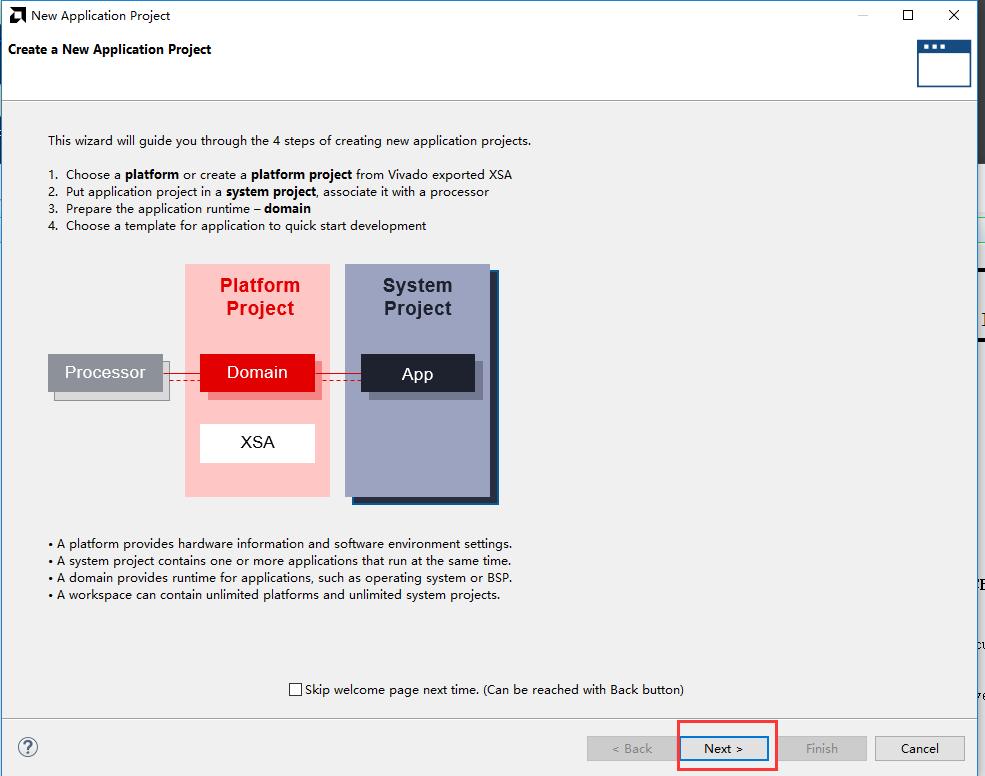 New Application Project
Create a New Application Project
This wizard will guide you through the 4 steps of creating new application projects.
1. Choose a platform or create a platform project from Vivado exported XSA
2. Put application project in a system project, associate it with a processor
3. Prepare the application runtime – domain
4. Choose a template for application to quick start development
Platform
Project
System
Project
Processor
Domain
App
XSA
• A platform provides hardware information and software environment settings.
• A system project contains one or more applications that run at the same time.
• A domain provides runtime for applications, such as operating system or BSP.
• A workspace can contain unlimited platforms and unlimited system projects.
Skip welcome page next time. (Can be reached with Back button)
?
< Back
Next >
Finish
Cancel